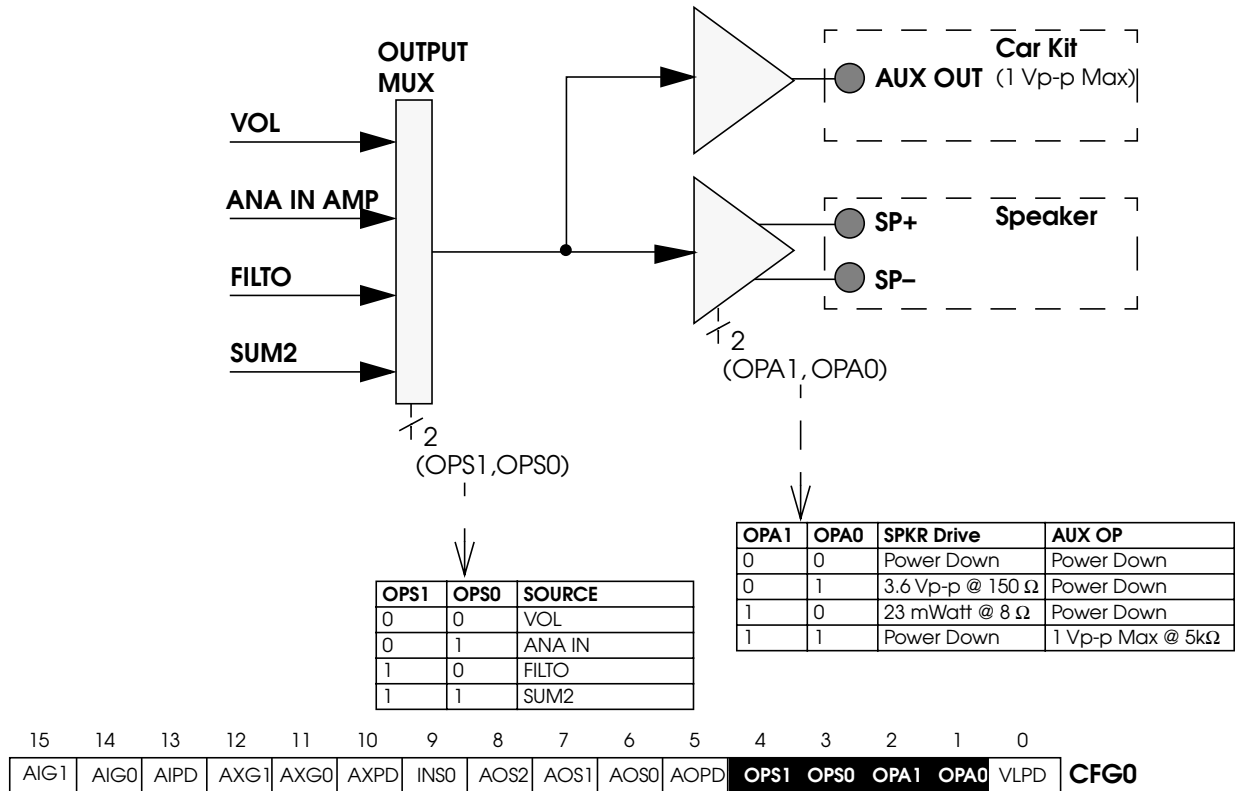 OUTPUT
MUX
VOL
ANA IN AMP
FILTO
SUM2
2
(OPS1,OPS0)
Car Kit
AUX OUT (1 Vp-p Max)
Speaker
SP+
SP–
2
(OPA1, OPA0)
OPA1 OPA0 SPKR Drive AUX OP
0 0 Power Down Power Down
0 1 3.6 Vp-p @ 150 Ω Power Down
1 0 23 mWatt @ 8 Ω Power Down
1 1 Power Down 1 Vp-p Max @ 5kΩ
OPS1 OPS0 SOURCE
0 0 VOL
0 1 ANA IN
1 0 FILTO
1 1 SUM2
15 14 13 12 11 10 9 8 7 6 5 4 3 2 1 0
AIG1 AIG0 AIPD AXG1 AXG0 AXPD INS0 AOS2 AOS1 AOS0 AOPD OPS1 OPS0 OPA1 OPA0 VLPD CFG0